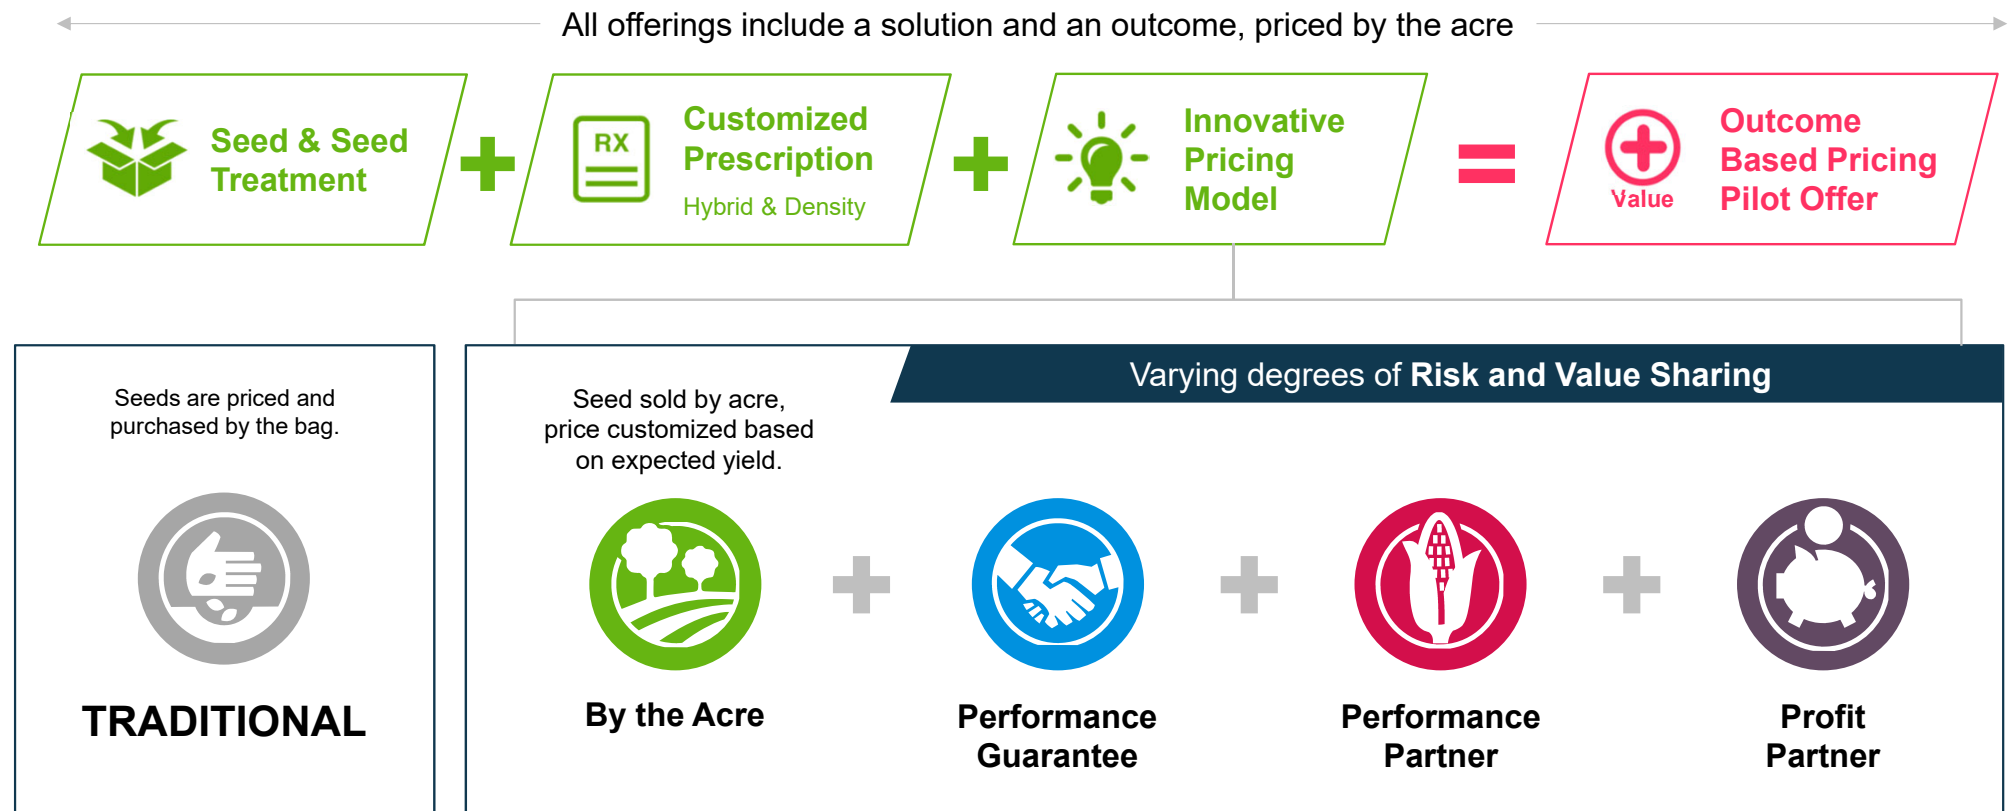 All offerings include a solution and an outcome, priced by the acre
Seed & Seed
Treatment
RX
Customized
Prescription
Hybrid & Density
Innovative
Pricing
Model
Value
Outcome
Based Pricing
Pilot Offer
Seeds are priced and
purchased by the bag.
TRADITIONAL
Varying degrees of Risk and Value Sharing
Seed sold by acre,
price customized based
on expected yield.
By the Acre
Performance
Guarantee
Performance
Partner
Profit
Partner